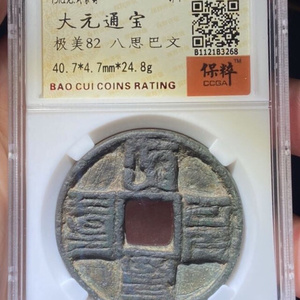 大元通宝
极美82 八思巴文
40.7*4.7mm*24.8g
BAO CUI COINS RATING
B112183268
保粹
CCGA